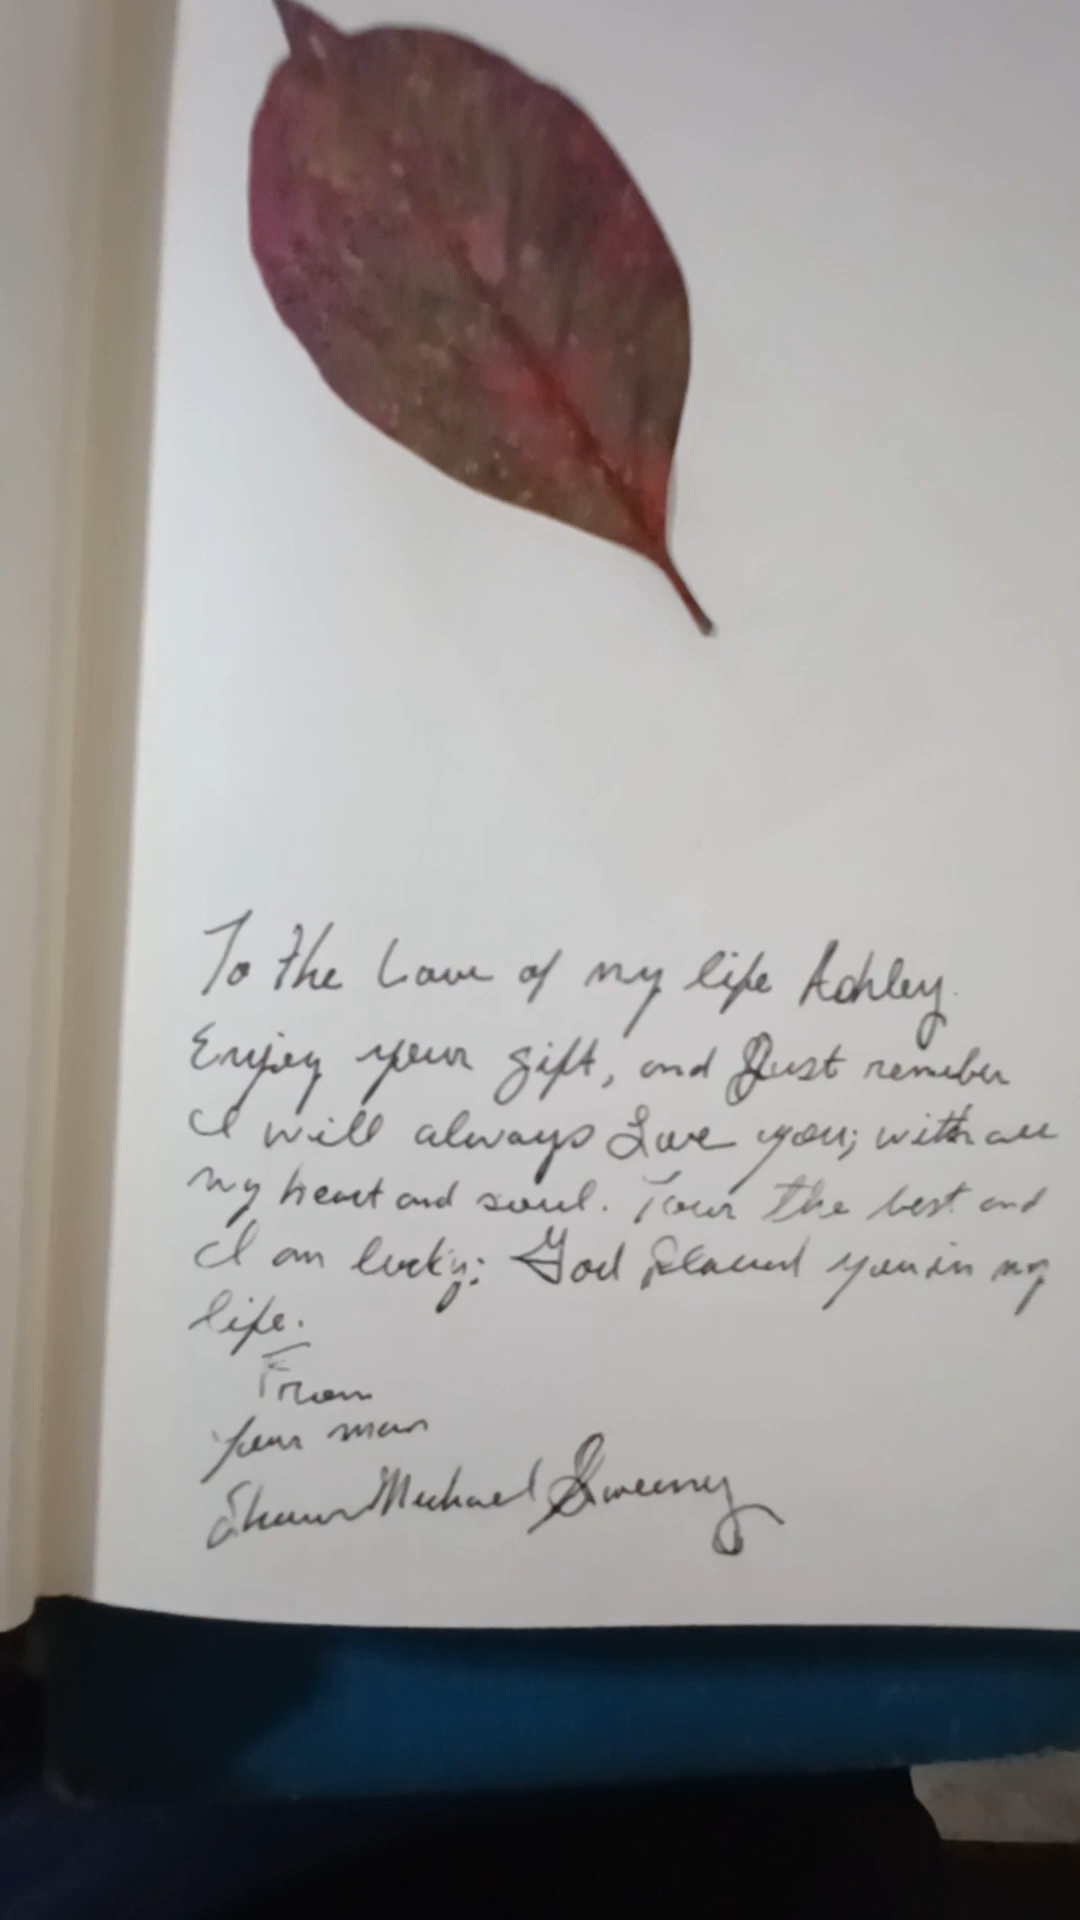 To the Love of my life Ashley.
Enjoy your gift, and Just remember
I will always Love you; with all
my heart and soul. Your the best and
I am lucky; God placed you in my
life.
From
Your man
Shawn Michael Sweeney